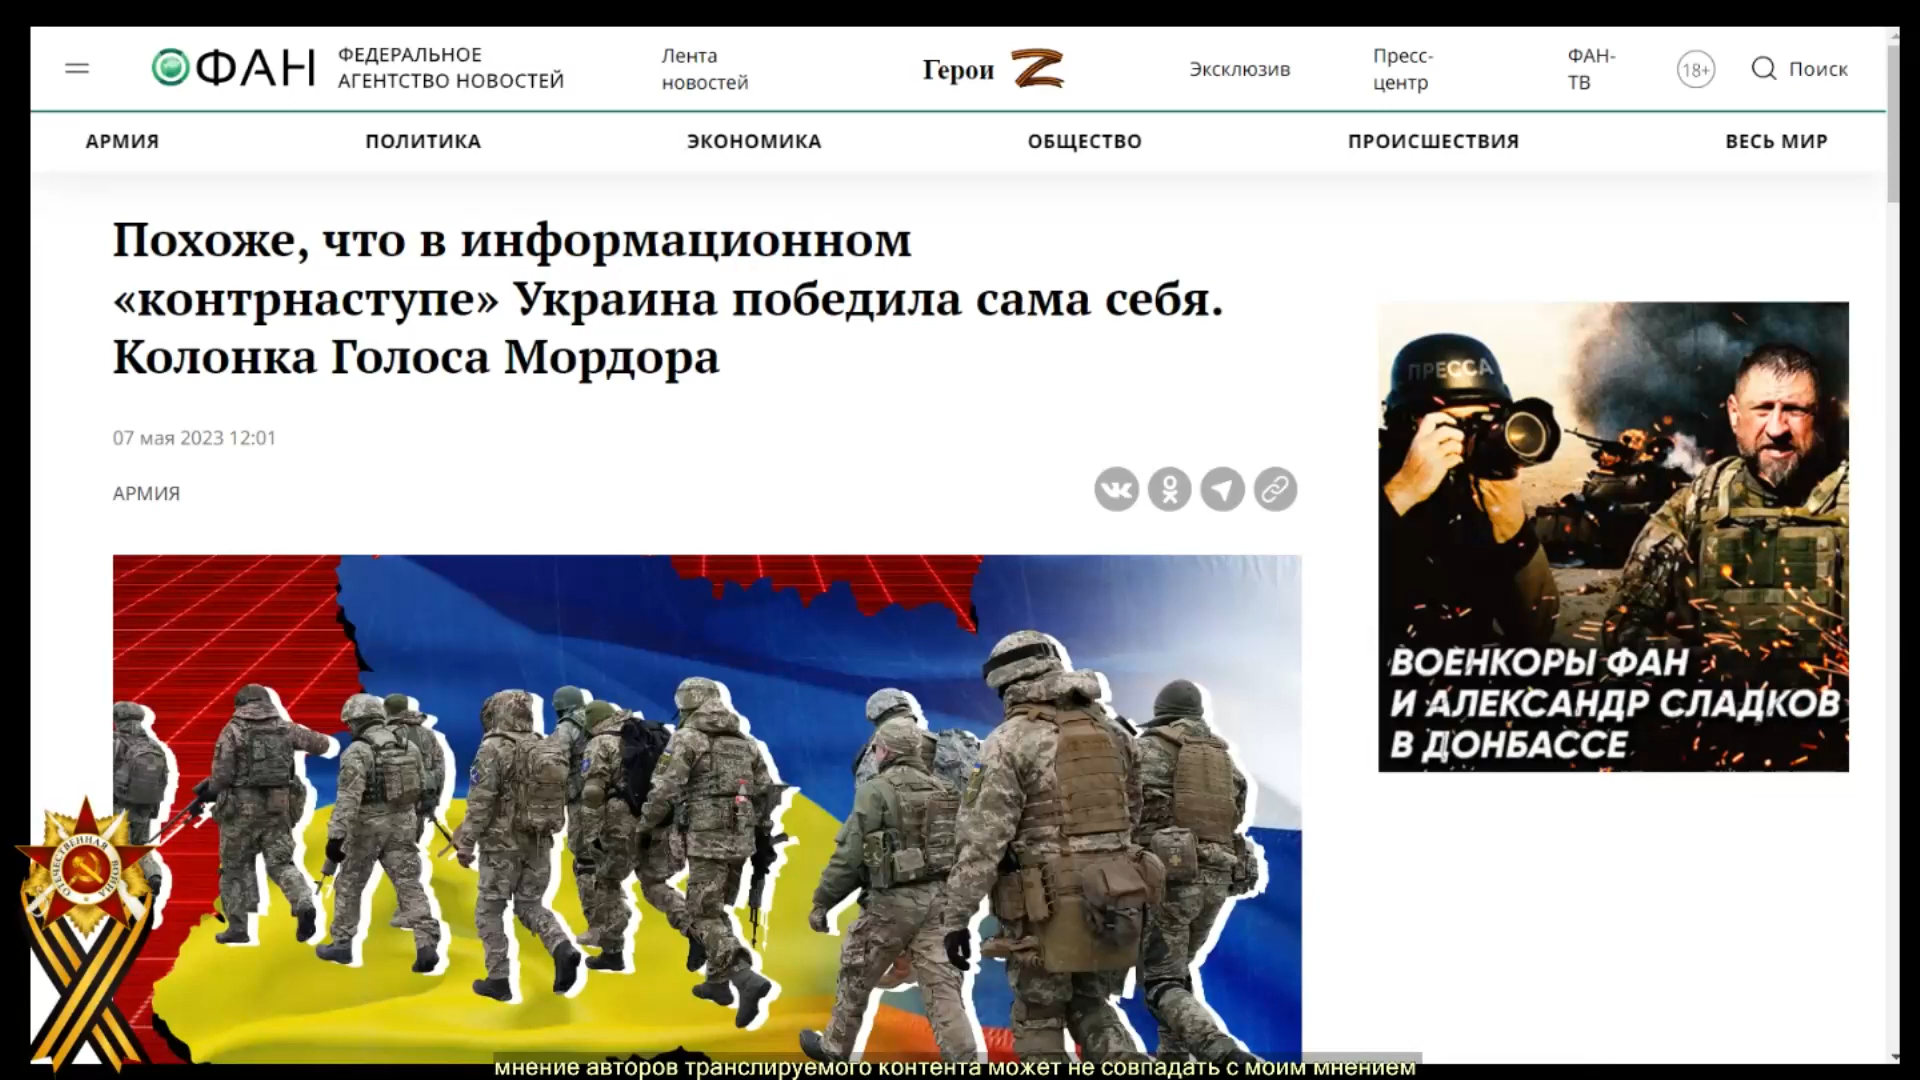 ФАН
ФЕДЕРАЛЬНОЕ
АГЕНТСТВО НОВОСТЕЙ
Лента
новостей
Герои Z
Эксклюзив
Пресс-
центр
ФАН-
ТВ
18+
Поиск
АРМИЯ ПОЛИТИКА ЭКОНОМИКА ОБЩЕСТВО ПРОИСШЕСТВИЯ ВЕСЬ МИР
Похоже, что в информационном
«контрнаступе» Украина победила сама себя.
Колонка Голоса Мордора
07 мая 2023 12:01
АРМИЯ
ПРЕССА
ВОЕНКОРЫ ФАН
И АЛЕКСАНДР СЛАДКОВ
В ДОНБАССЕ
ОТЕЧЕСТВЕННАЯ ВОЙНА
мнение авторов транслируемого контента может не совпадать с моим мнением